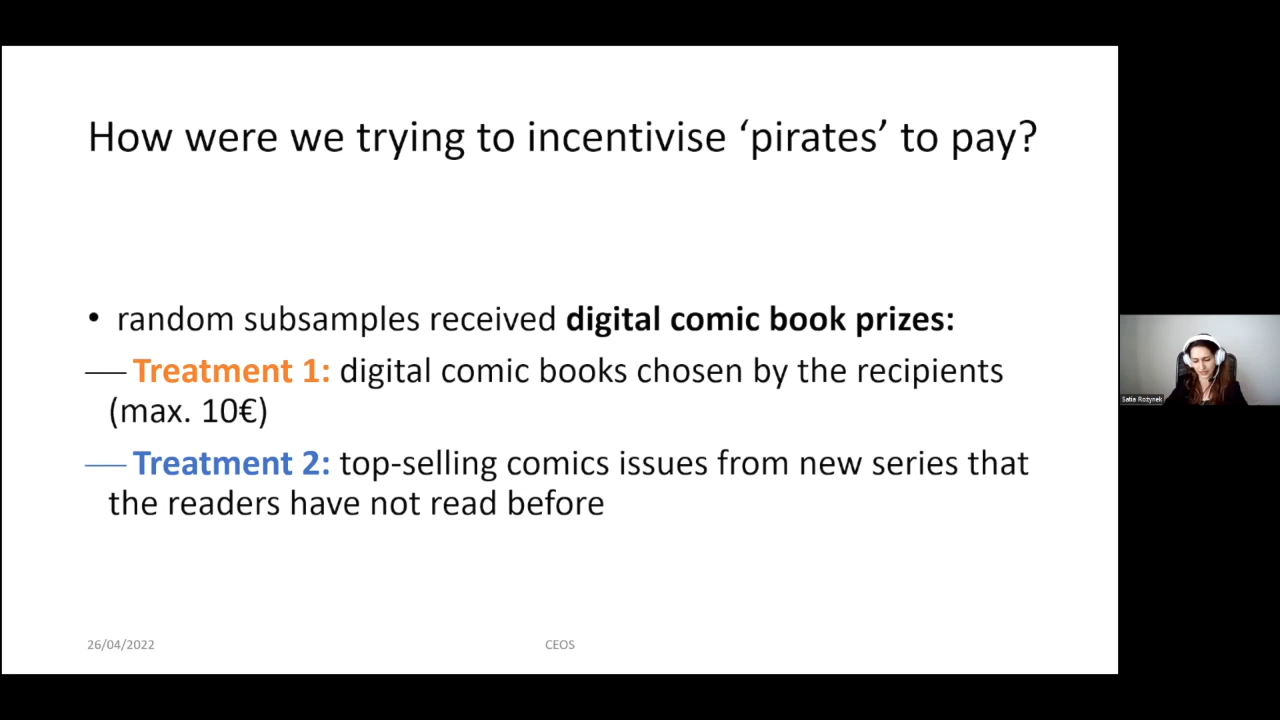 How were we trying to incentivise ‘pirates’ to pay?
• random subsamples received digital comic book prizes:
— Treatment 1: digital comic books chosen by the recipients
(max. 10€)
— Treatment 2: top-selling comics issues from new series that
the readers have not read before
26/04/2022
CEOS
Satia Rożynek